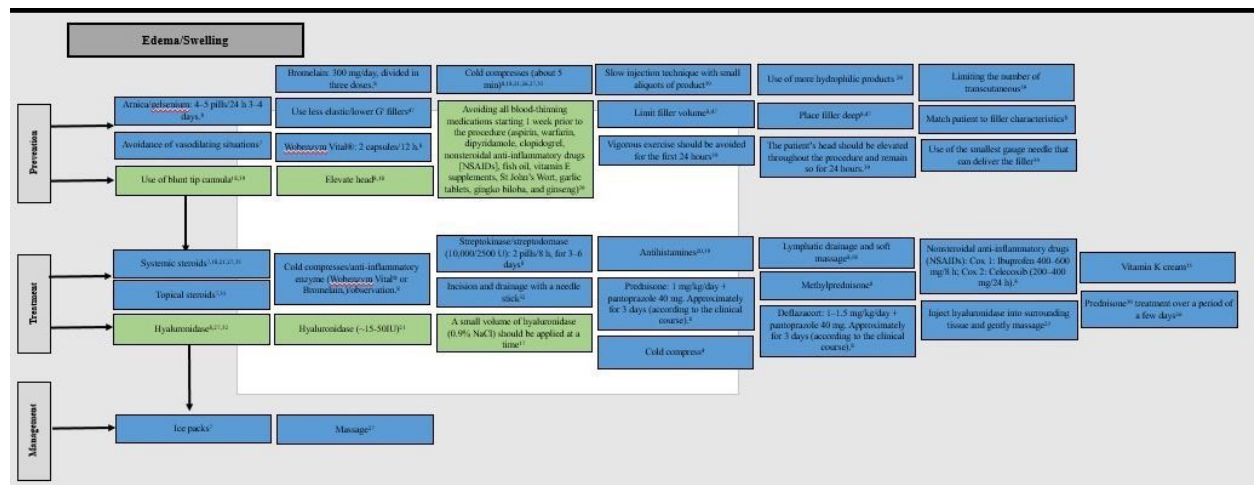 Edema/Swelling
Prevention
Arnica/gelsenium: 4–5 pills/24 h 3–4
days.
Avoidance of vasodilating situations
Use of blunt tip cannula
Bromelain: 300 mg/day, divided in
three doses.
Use less elastic/lower G' fillers
Wobenzym Vital®: 2 capsules/12 h.
Elevate head
Cold compresses (about 5
min)
Avoiding all blood-thinning
medications starting 1 week prior to
the procedure (aspirin, warfarin,
dipyridamole, clopidogrel,
nonsteroidal anti-inflammatory drugs
[NSAIDs], fish oil, vitamin E
supplements, St John's Wort, garlic
tablets, gingko biloba, and ginseng)
Slow injection technique with small
aliquots of product
Limit filler volume
Vigorous exercise should be avoided
for the first 24 hours
Use of more hydrophilic products
Place filler deep
The patient's head should be elevated
throughout the procedure and remain
so for 24 hours.
Limiting the number of
transcutaneous
Match patient to filler characteristics
Use of the smallest gauge needle that
can deliver the filler
Treatment
Systemic steroids
Topical steroids
Hyaluronidase
Cold compresses/anti-inflammatory
enzyme (Wobenzym Vital® or
Bromelain,)/observation.
Hyaluronidase (~15-50IU)
Streptokinase/streptodornase
(10,000/2500 U): 2 pills/8 h, for 3–6
days
Incision and drainage with a needle
stick
A small volume of hyaluronidase
(0.9% NaCl) should be applied at a
time
Antihistamines
Prednisone: 1 mg/kg/day +
pantoprazole 40 mg. Approximately
for 3 days (according to the clinical
course).
Cold compress
Lymphatic drainage and soft
massage
Methylprednisone
Deflazacort: 1–1.5 mg/kg/day +
pantoprazole 40 mg. Approximately
for 3 days (according to the clinical
course).
Nonsteroidal anti-inflammatory drugs
(NSAIDs): Cox 1: Ibuprofen 400–600
mg/8 h; Cox 2: Celecoxib (200–400
mg/24 h).
Inject hyaluronidase into surrounding
tissue and gently massage
Vitamin K cream
Prednisone treatment over a period of
a few days
Management
Ice packs
Massage